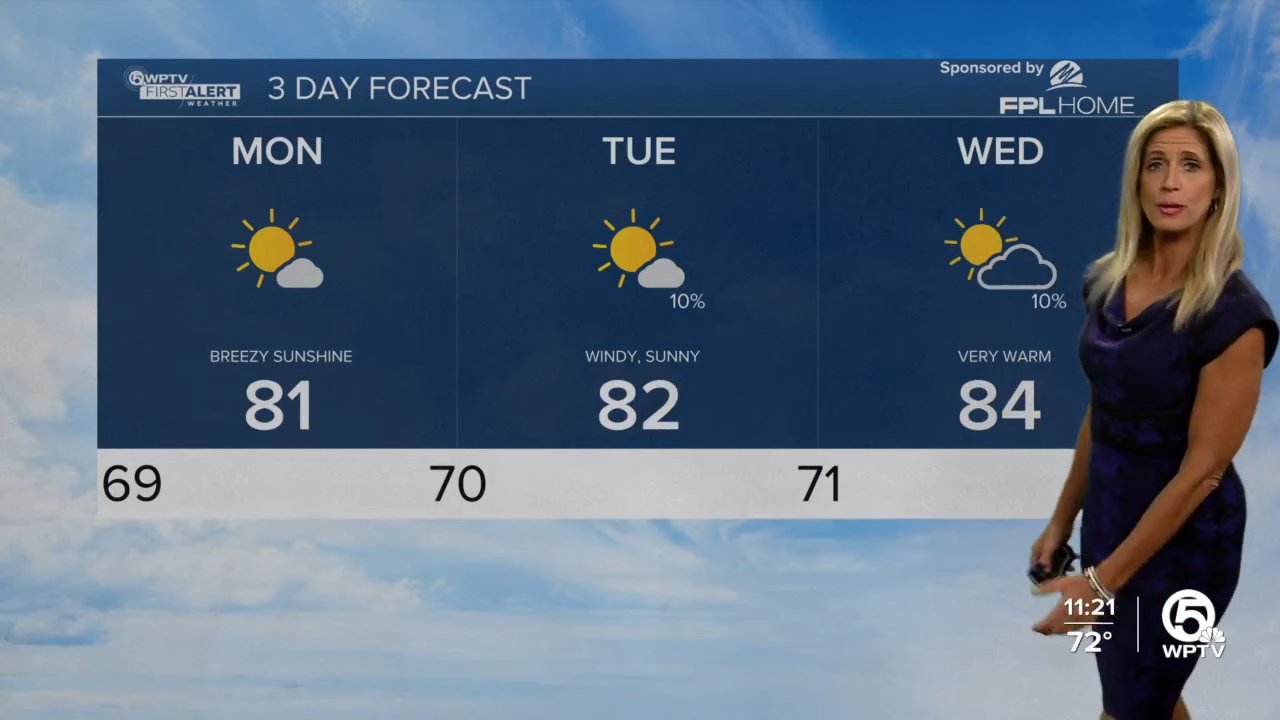 5 WPTV
FIRST ALERT
WEATHER
3 DAY FORECAST
Sponsored by
FPL HOME
MON
TUE
WED
10%
10%
BREEZY SUNSHINE
WINDY, SUNNY
VERY WARM
81
82
84
69
70
71
11:21
72°
5
WPTV